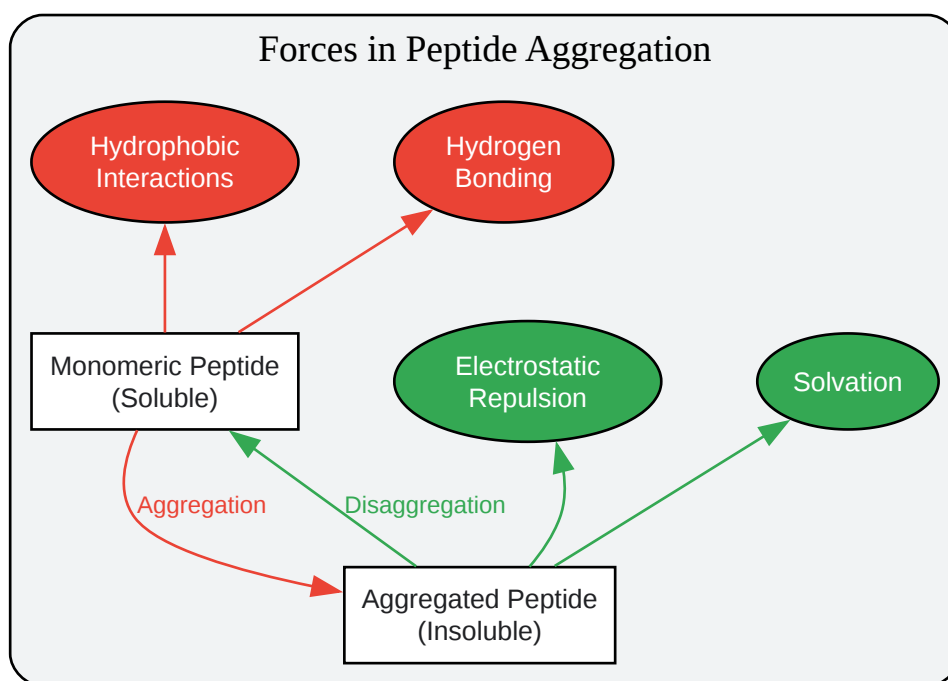 Forces in Peptide Aggregation
Hydrophobic
Interactions
Hydrogen
Bonding
Monomeric Peptide
(Soluble)
Electrostatic
Repulsion
Solvation
Aggregation
Disaggregation
Aggregated Peptide
(Insoluble)